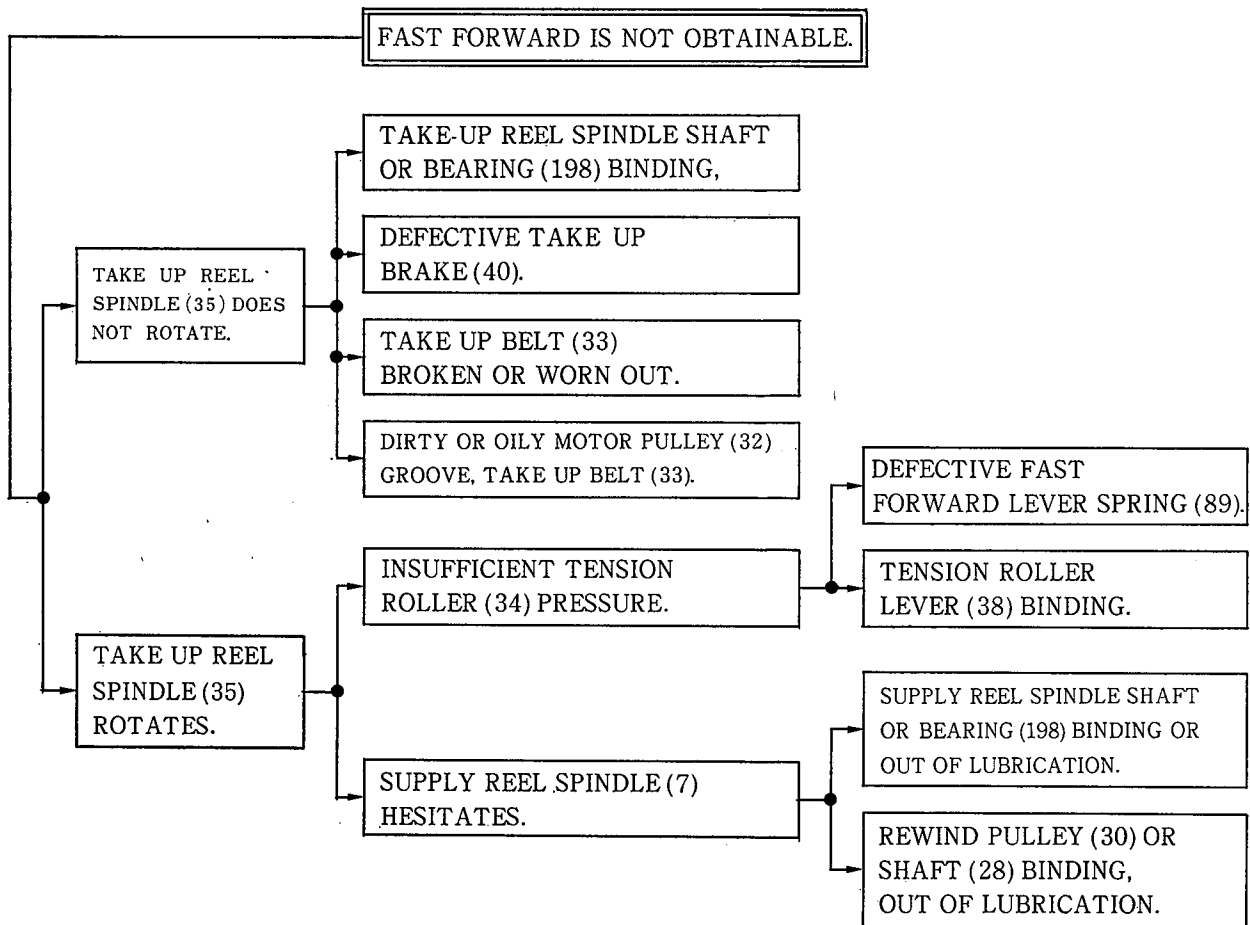 FAST FORWARD IS NOT OBTAINABLE.
TAKE UP REEL
SPINDLE (35) DOES
NOT ROTATE.
TAKE-UP REEL SPINDLE SHAFT
OR BEARING (198) BINDING,
DEFECTIVE TAKE UP
BRAKE (40).
TAKE UP BELT (33)
BROKEN OR WORN OUT.
DIRTY OR OILY MOTOR PULLEY (32)
GROOVE, TAKE UP BELT (33).
TAKE UP REEL
SPINDLE (35)
ROTATES.
INSUFFICIENT TENSION
ROLLER (34) PRESSURE.
DEFECTIVE FAST
FORWARD LEVER SPRING (89).
TENSION ROLLER
LEVER (38) BINDING.
SUPPLY REEL SPINDLE (7)
HESITATES.
SUPPLY REEL SPINDLE SHAFT
OR BEARING (198) BINDING OR
OUT OF LUBRICATION.
REWIND PULLEY (30) OR
SHAFT (28) BINDING,
OUT OF LUBRICATION.